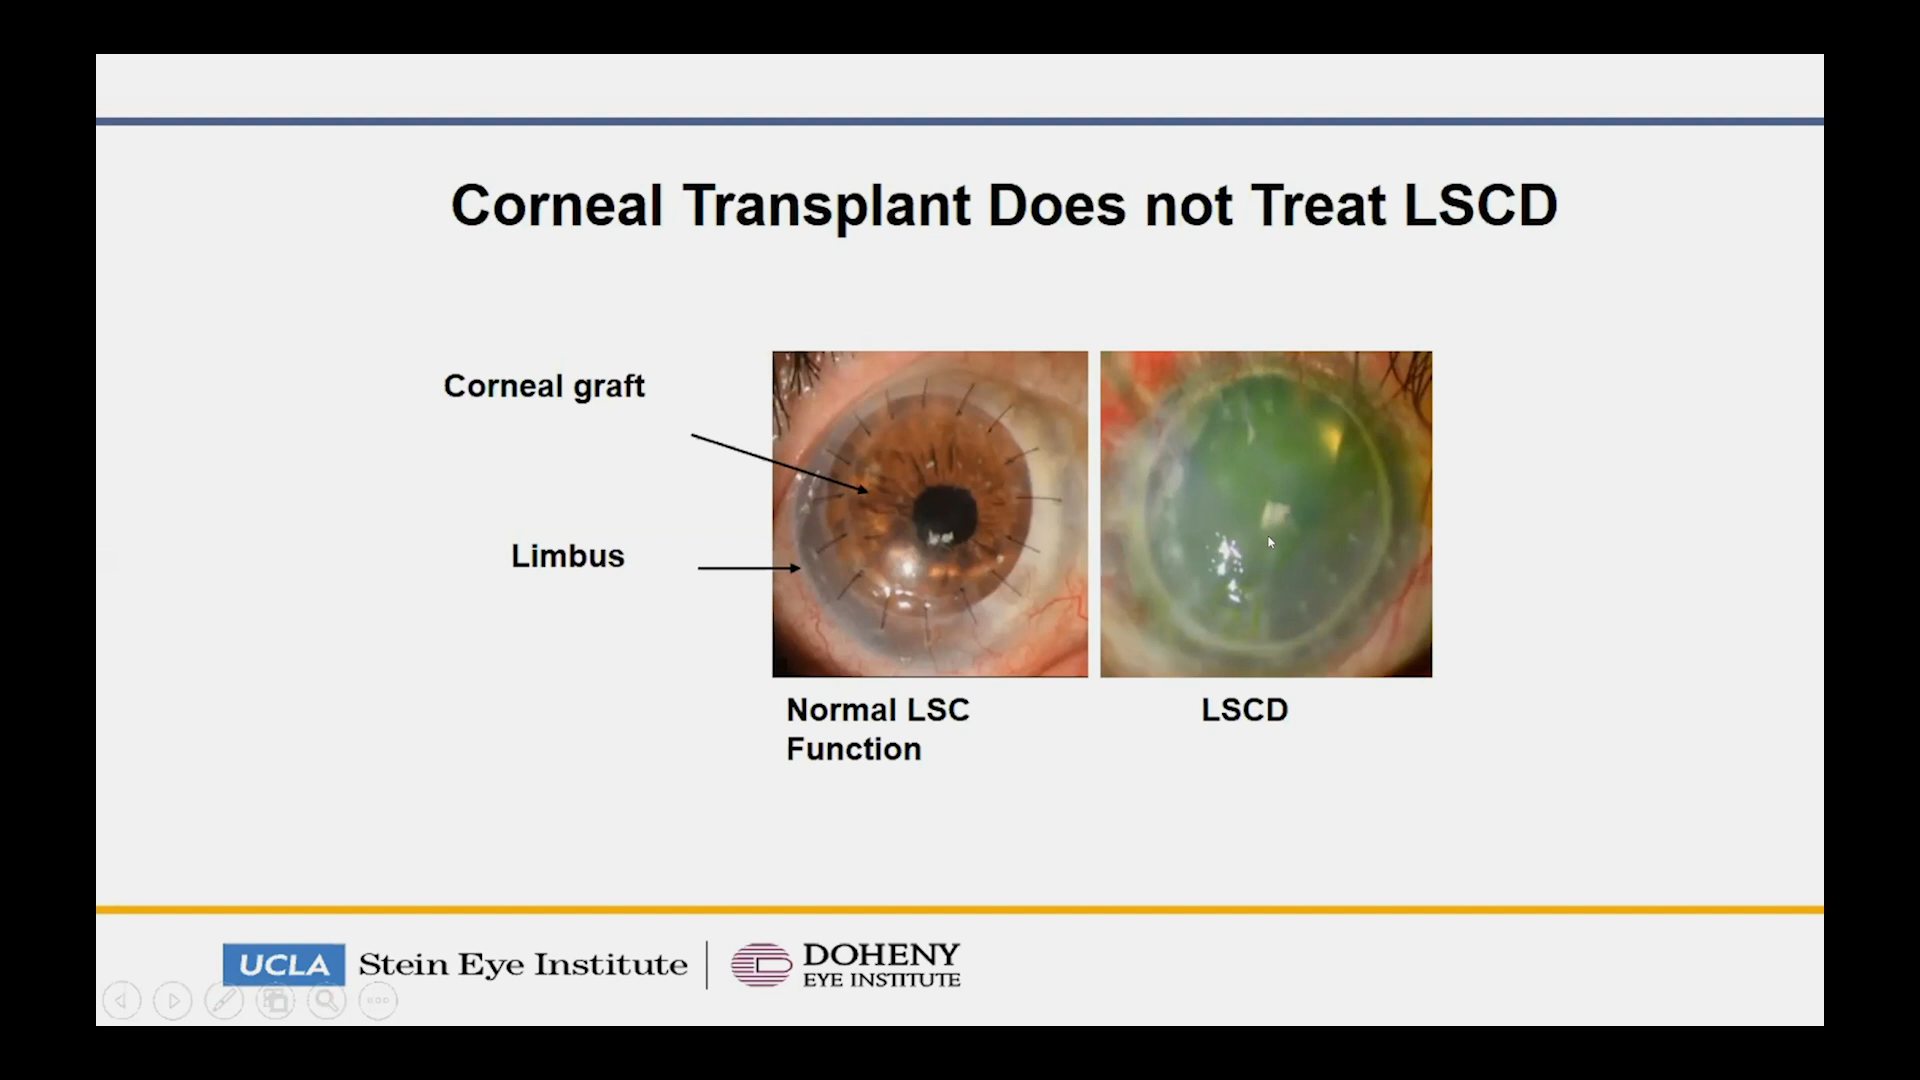 Corneal Transplant Does not Treat LSCD
Corneal graft
Limbus
Normal LSC
Function
LSCD
UCLA Stein Eye Institute
DOHENY
EYE INSTITUTE